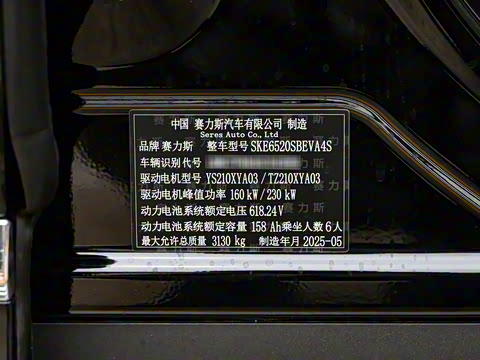 中国 赛力斯汽车有限公司 制造
Seres Auto Co., Ltd
品牌 赛力斯 整车型号 SKE6520SBEVA4S
车辆识别代号
驱动电机型号 YS210XYA03 / TZ210XYA03
驱动电机峰值功率 160 kW / 230 kW
动力电池系统额定电压 618.24V
动力电池系统额定容量 158 Ah 乘坐人数 6人
最大允许总质量 3130 kg 制造年月 2025-05